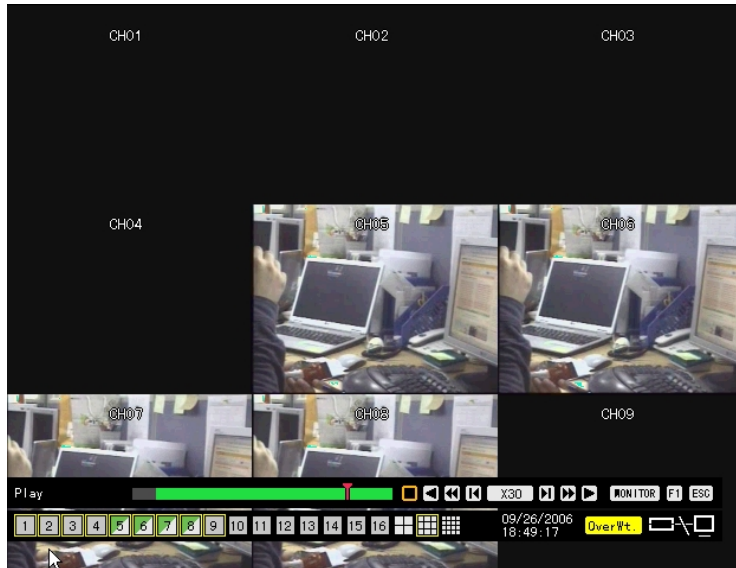 CH01 CH02 CH03
CH04 CH05 CH06
CH07 CH08 CH09
Play X30 MONITOR F1 ESC
1 2 3 4 5 6 7 8 9 10 11 12 13 14 15 16 09/26/2006 OverWt.
18:49:17